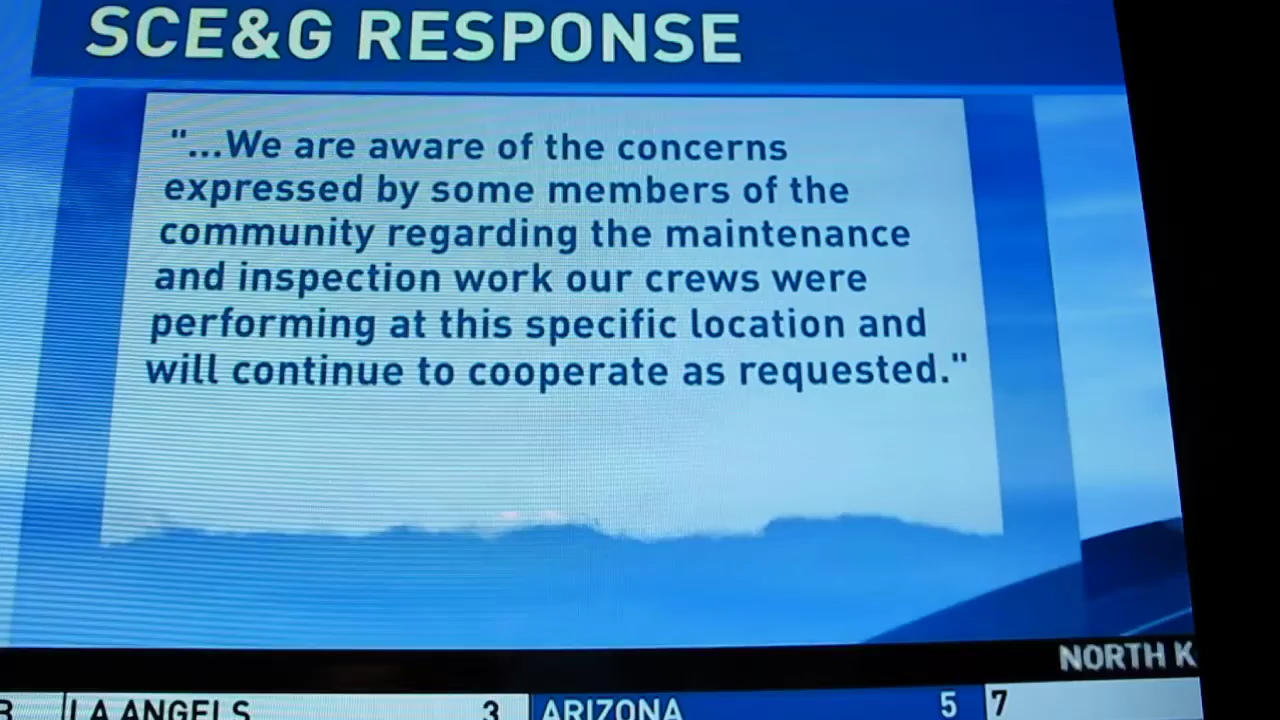 SCE&G RESPONSE
"...We are aware of the concerns
expressed by some members of the
community regarding the maintenance
and inspection work our crews were
performing at this specific location and
will continue to cooperate as requested."
NORTH K
LA ANGELS 3 ARIZONA 5 7